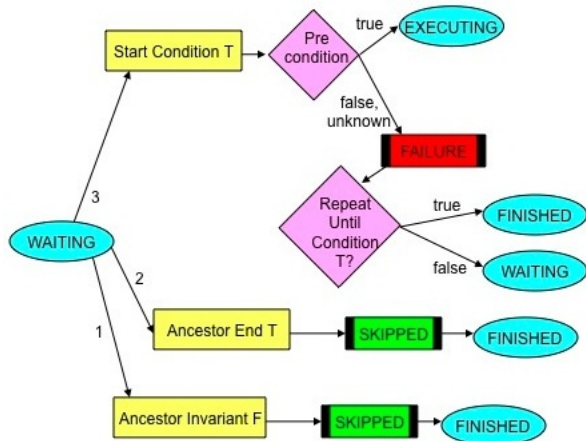 Start Condition T
Pre
condition
true
EXECUTING
false,
unknown
FAILURE
Repeat
Until
Condition
T?
true
FINISHED
false
WAITING
3
WAITING
2
1
Ancestor End T
SKIPPED
FINISHED
Ancestor Invariant F
SKIPPED
FINISHED